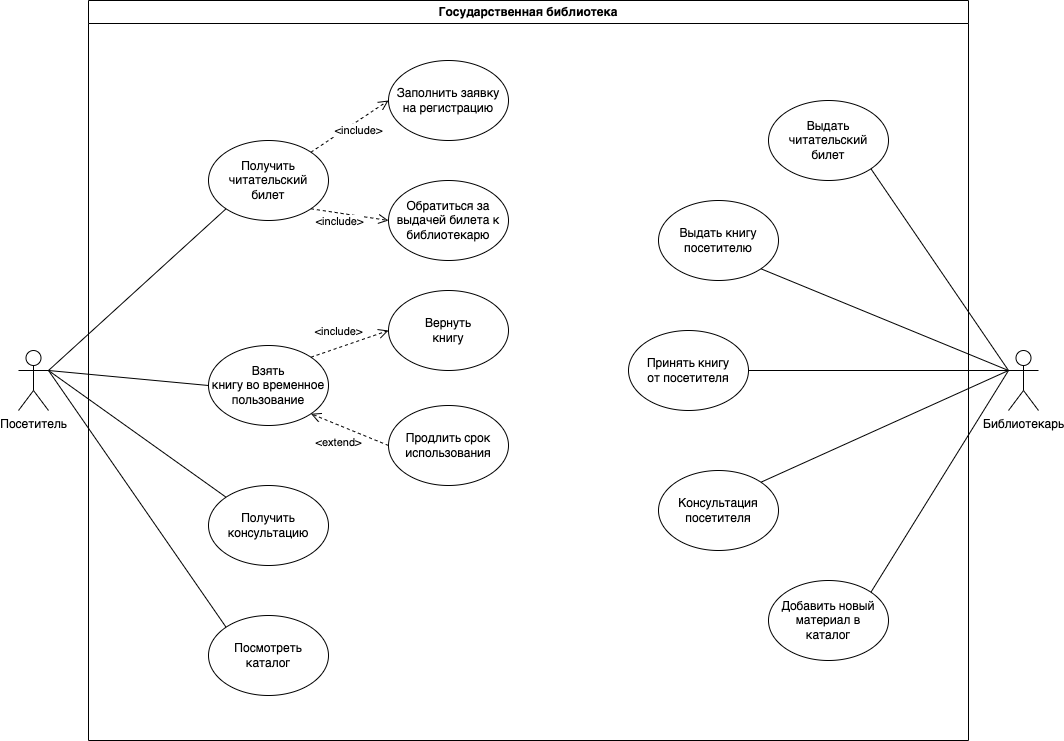 Государственная библиотека
Заполнить заявку
на регистрацию
<include>
Получить
читательский
билет
<include>
Обратиться за
выдачей билета к
библиотекарю
Вернуть
книгу
<include>
Взять
книгу во временное
пользование
<extend>
Продлить срок
использования
Посетитель
Получить
консультацию
Посмотреть
каталог
Выдать
читательский
билет
Выдать книгу
посетителю
Принять книгу
от посетителя
Библиотекарь
Консультация
посетителя
Добавить новый
материал в
каталог